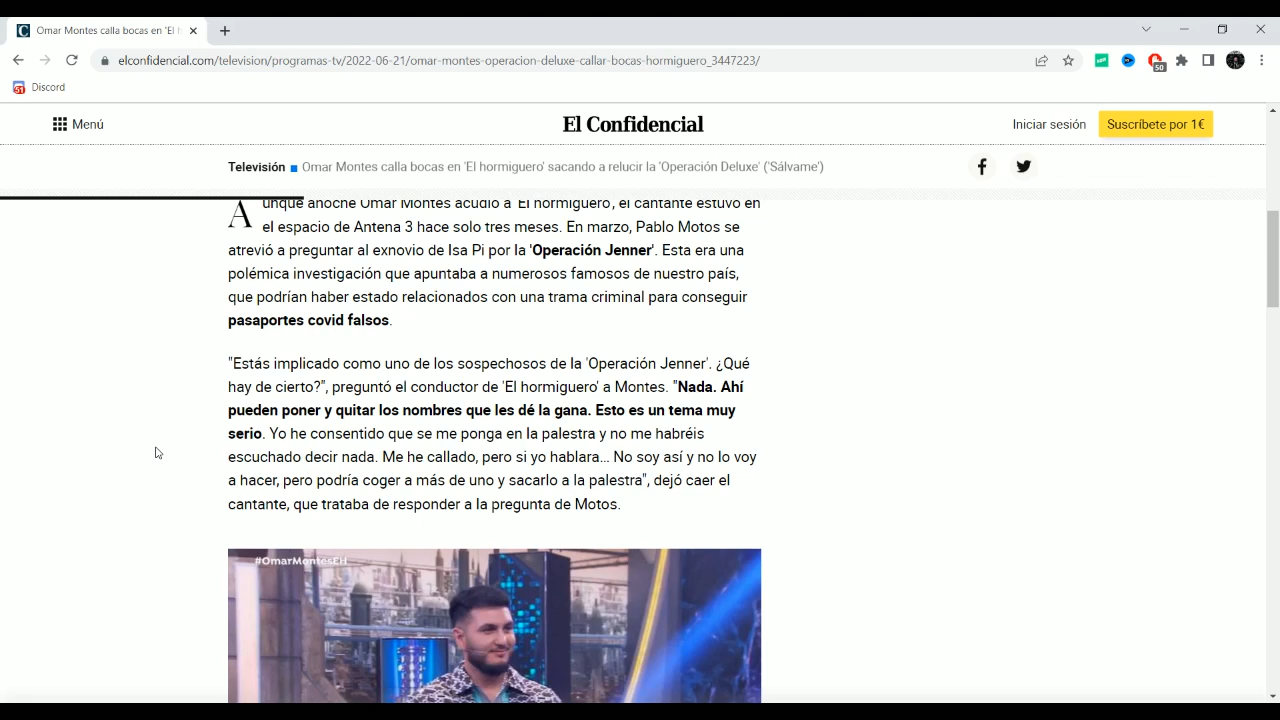 Omar Montes calla bocas en 'El h
elconfidencial.com/television/programas-tv/2022-06-21/omar-montes-operacion-deluxe-callar-bocas-hormiguero_3447223/
50
51
Discord
Menú
El Confidencial
Iniciar sesión
Suscríbete por 1€
Televisión
Omar Montes calla bocas en 'El hormiguero' sacando a relucir la 'Operación Deluxe' ('Sálvame')
Aunque anoche Omar Montes acudió a 'El hormiguero', el cantante estuvo en
el espacio de Antena 3 hace solo tres meses. En marzo, Pablo Motos se
atrevió a preguntar al exnovio de Isa Pi por la 'Operación Jenner'. Esta era una
polémica investigación que apuntaba a numerosos famosos de nuestro país,
que podrían haber estado relacionados con una trama criminal para conseguir
pasaportes covid falsos.
"Estás implicado como uno de los sospechosos de la 'Operación Jenner'. ¿Qué
hay de cierto?", preguntó el conductor de 'El hormiguero' a Montes. "Nada. Ahí
pueden poner y quitar los nombres que les dé la gana. Esto es un tema muy
serio. Yo he consentido que se me ponga en la palestra y no me habréis
escuchado decir nada. Me he callado, pero si yo hablara... No soy así y no lo voy
a hacer, pero podría coger a más de uno y sacarlo a la palestra", dejó caer el
cantante, que trataba de responder a la pregunta de Motos.
#OmarMontesEH